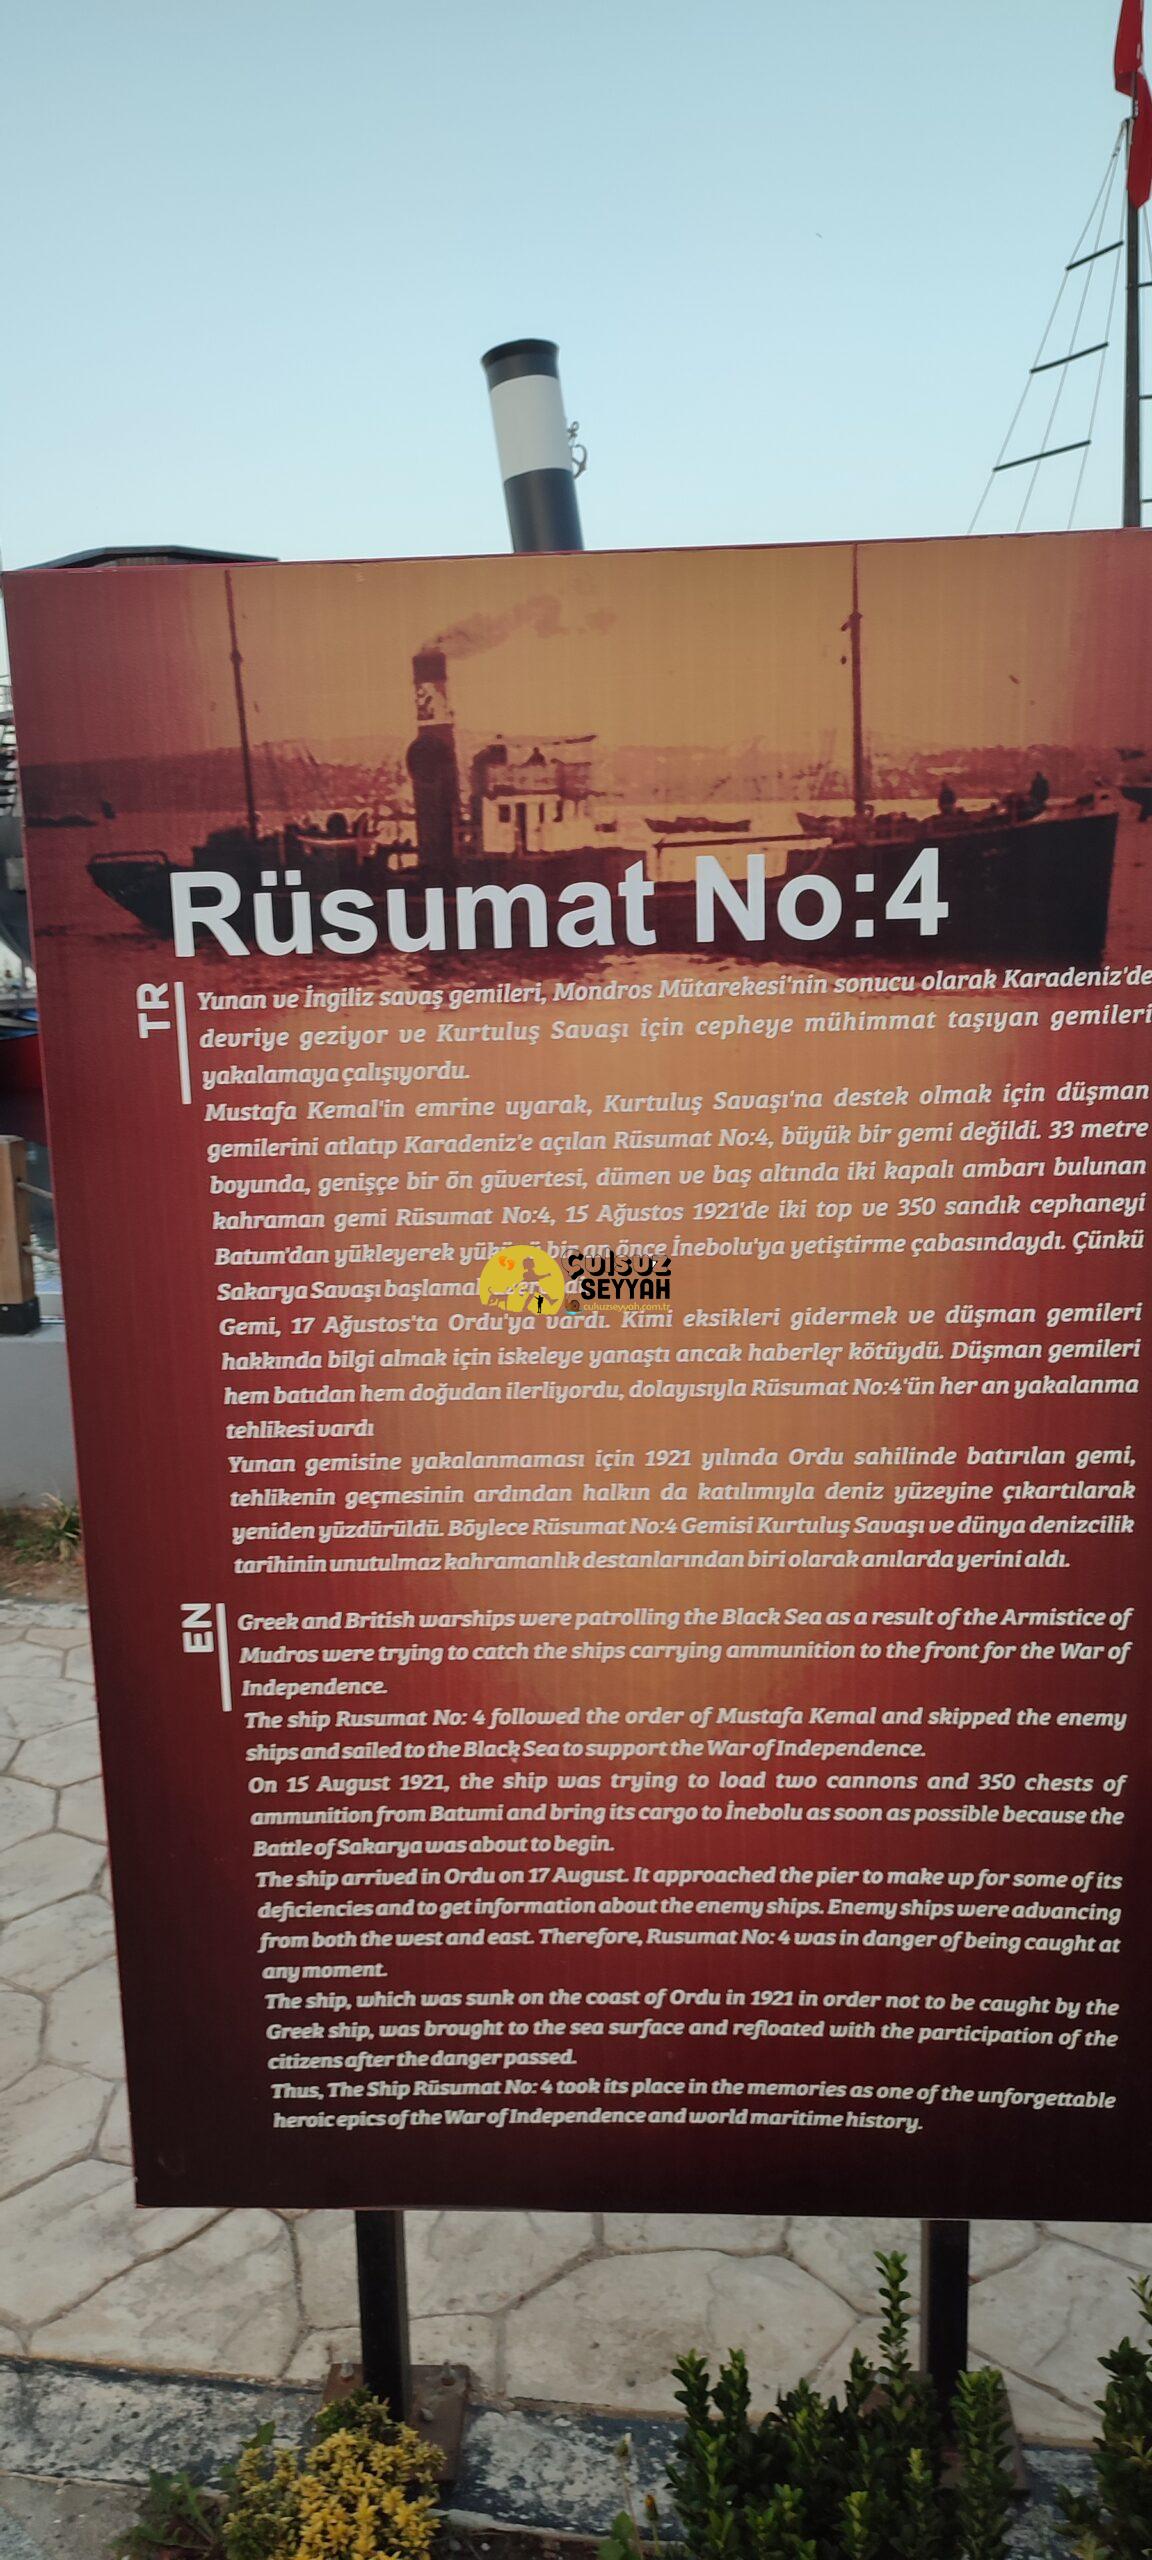 Rüsumat No:4
TR
Yunan ve İngiliz savaş gemileri, Mondros Mütarekesi'nin sonucu olarak Karadeniz'de
devriye geziyor ve Kurtuluş Savaşı için cepheye mühimmat taşıyan gemileri
yakalamaya çalışıyordu.
Mustafa Kemal'in emrine uyarak, Kurtuluş Savaşı'na destek olmak için düşman
gemilerini atlatıp Karadeniz'e açılan Rüsumat No:4, büyük bir gemi değildi. 33 metre
boyunda, genişçe bir ön güvertesi, dümen ve baş altında iki kapalı ambarı bulunan
kahraman gemi Rüsumat No:4, 15 Ağustos 1921'de iki top ve 350 sandık cephaneyi
Batum'dan yükleyerek bir an önce İnebolu'ya yetiştirme çabasındaydı. Çünkü
Sakarya Savaşı
Gemi, 17 Ağustos'ta Ordu'ya vardı. Kimi eksikleri gidermek ve düşman gemileri
hakkında bilgi almak için iskeleye yanaştı ancak haberler kötüydü. Düşman gemileri
hem batıdan hem doğudan ilerliyordu, dolayısıyla Rüsumat No:4'ün her an yakalanma
tehlikesi vardı
Yunan gemisine yakalanmaması için 1921 yılında Ordu sahilinde batırılan gemi,
tehlikenin geçmesinin ardından halkın da katılımıyla deniz yüzeyine çıkartılarak
yeniden yüzdürüldü. Böylece Rüsumat No:4 Gemisi Kurtuluş Savaşı ve dünya denizcilik
tarihinin unutulmaz kahramanlık destanlarından biri olarak anılarda yerini aldı.
Çulsuz
SEYYAH
culsuzseyyah.com.tr
EN
Greek and British warships were patrolling the Black Sea as a result of the Armistice of
Mudros were trying to catch the ships carrying ammunition to the front for the War of
Independence.
The ship Rusumat No: 4 followed the order of Mustafa Kemal and skipped the enemy
ships and sailed to the Black Sea to support the War of Independence.
On 15 August 1921, the ship was trying to load two cannons and 350 chests of
ammunition from Batumi and bring its cargo to İnebolu as soon as possible because the
Battle of Sakarya was about to begin.
The ship arrived in Ordu on 17 August. It approached the pier to make up for some of its
deficiencies and to get information about the enemy ships. Enemy ships were advancing
from both the west and east. Therefore, Rusumat No: 4 was in danger of being caught at
any moment.
The ship, which was sunk on the coast of Ordu in 1921 in order not to be caught by the
Greek ship, was brought to the sea surface and refloated with the participation of the
citizens after the danger passed.
Thus, The Ship Rüsumat No: 4 took its place in the memories as one of the unforgettable
heroic epics of the War of Independence and world maritime history.